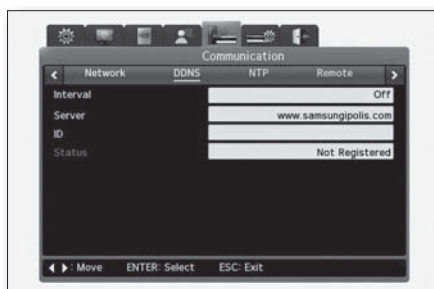 Communication
Network DDNS NTP Remote
Interval Off
Server www.samsungipolis.com
ID
Status Not Registered
: Move ENTER: Select ESC: Exit